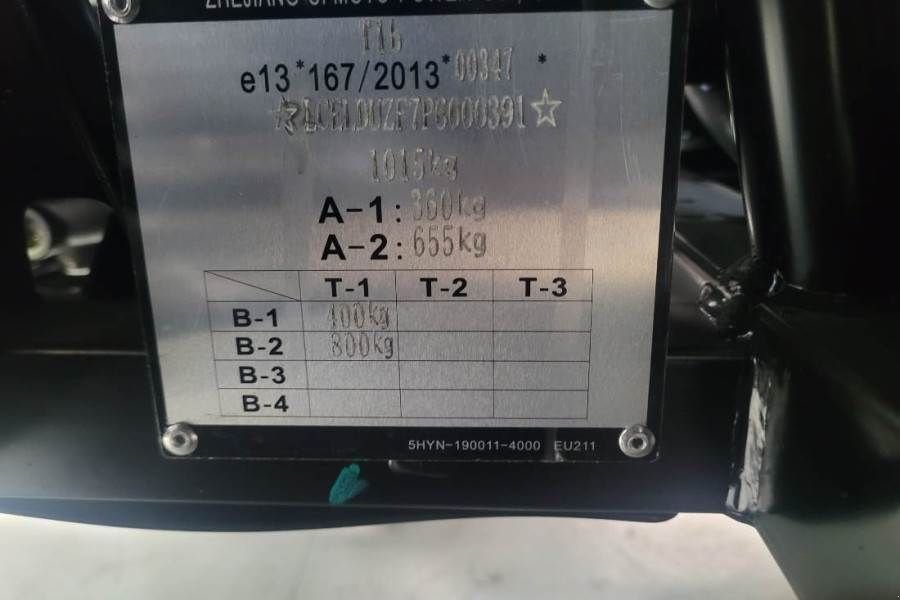 T1b
e13*167/2013*00347 *
1015kg
A-1: 360kg
A-2: 655kg
T-1 T-2 T-3
B-1 400kg
B-2 800kg
B-3
B-4
5HYN-190011-4000 EU211